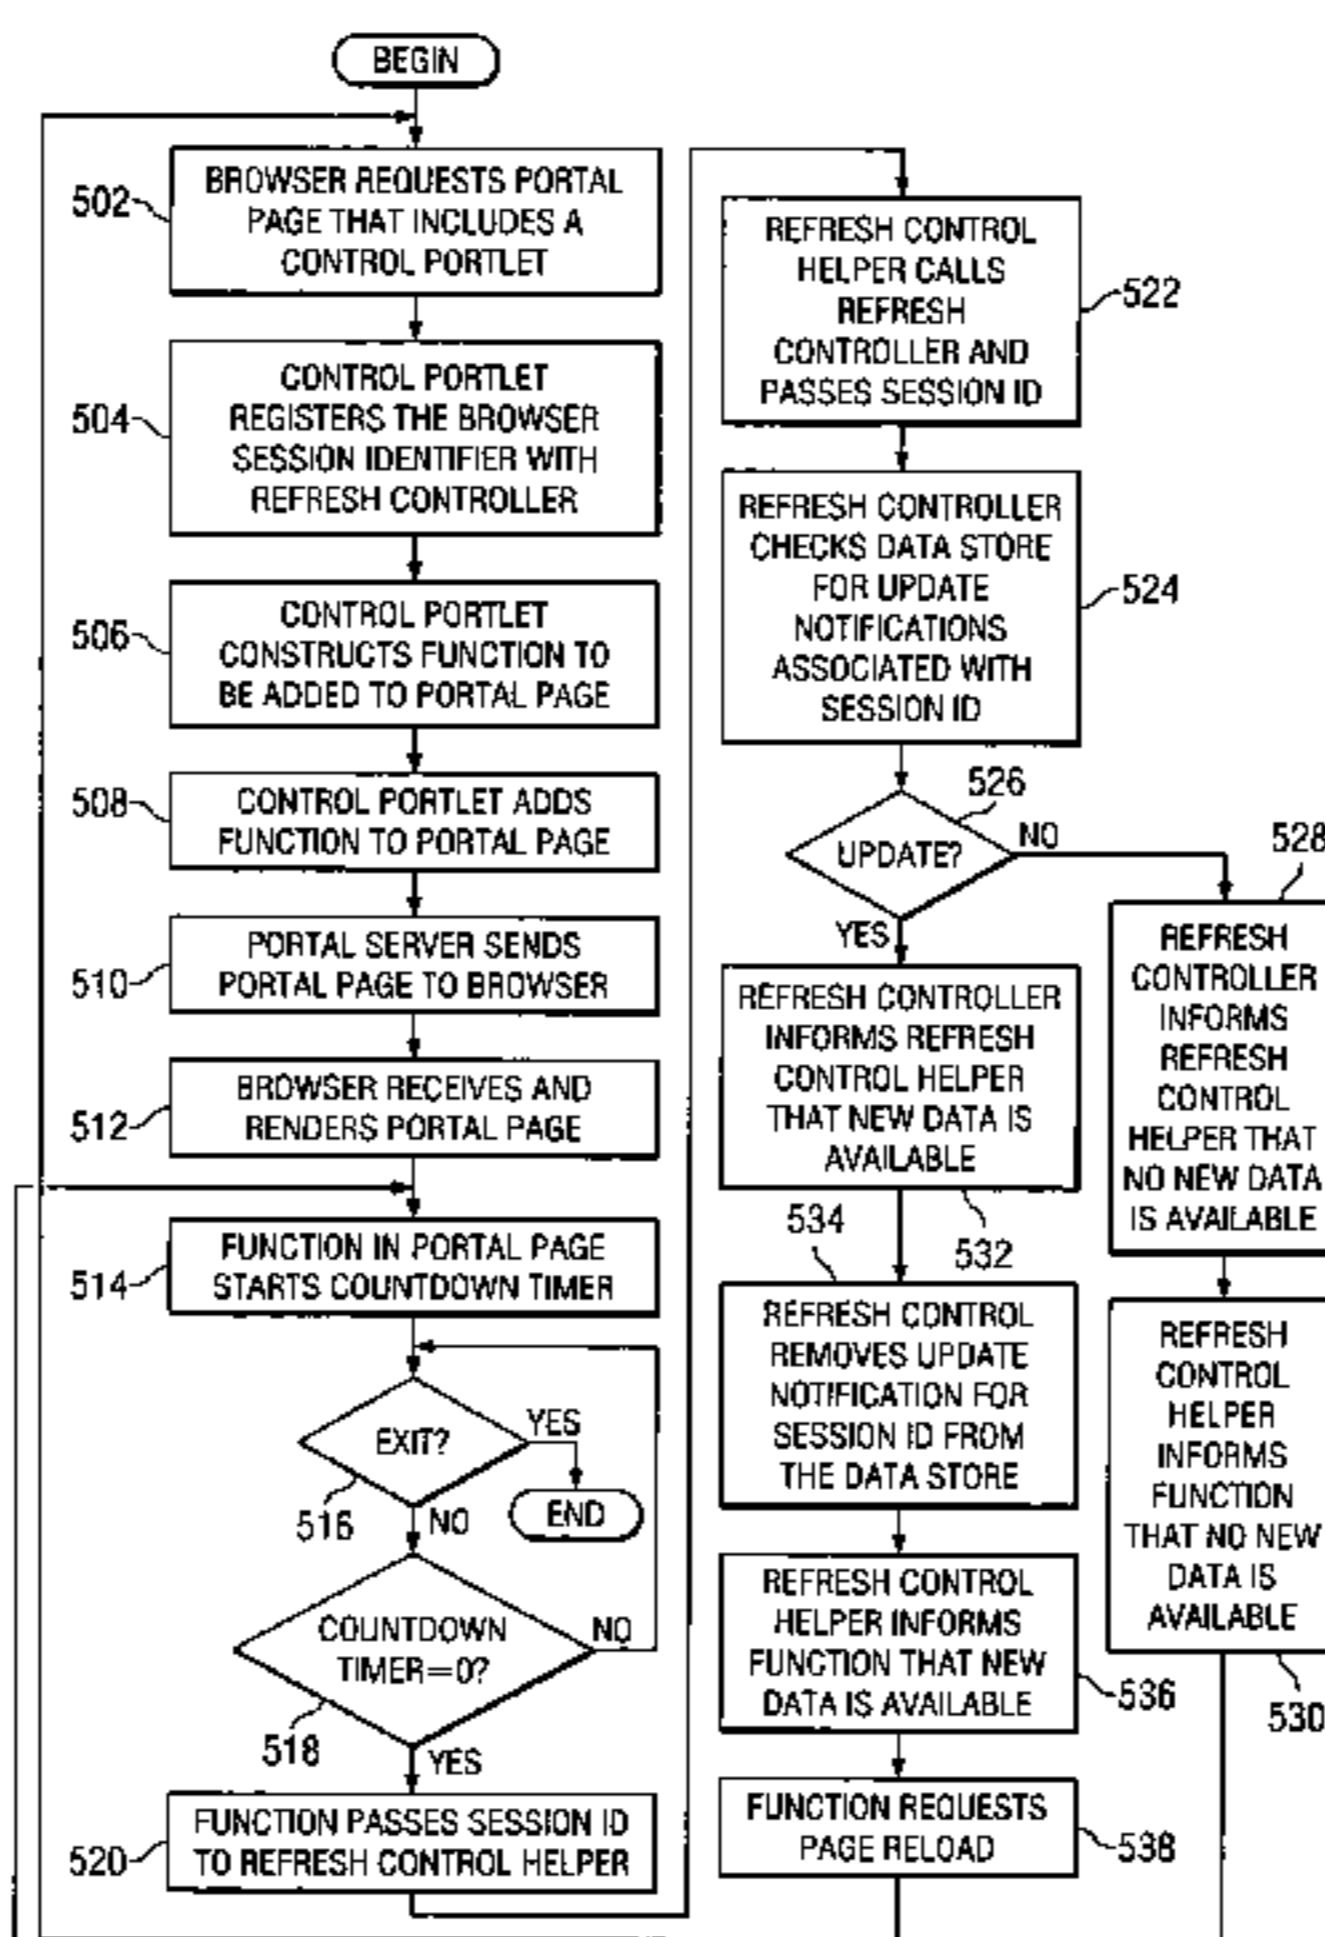 BEGIN
502
BROWSER REQUESTS PORTAL
PAGE THAT INCLUDES A
CONTROL PORTLET
504
CONTROL PORTLET
REGISTERS THE BROWSER
SESSION IDENTIFIER WITH
REFRESH CONTROLLER
506
CONTROL PORTLET
CONSTRUCTS FUNCTION TO
BE ADDED TO PORTAL PAGE
508
CONTROL PORTLET ADDS
FUNCTION TO PORTAL PAGE
510
PORTAL SERVER SENDS
PORTAL PAGE TO BROWSER
512
BROWSER RECEIVES AND
RENDERS PORTAL PAGE
514
FUNCTION IN PORTAL PAGE
STARTS COUNTDOWN TIMER
EXIT?
YES
END
516
NO
COUNTDOWN
TIMER=0?
NO
518
YES
520
FUNCTION PASSES SESSION ID
TO REFRESH CONTROL HELPER
REFRESH CONTROL
HELPER CALLS
REFRESH
CONTROLLER AND
PASSES SESSION ID
522
REFRESH CONTROLLER
CHECKS DATA STORE
FOR UPDATE
NOTIFICATIONS
ASSOCIATED WITH
SESSION ID
524
526
UPDATE?
NO
YES
528
REFRESH
CONTROLLER
INFORMS
REFRESH
CONTROL
HELPER THAT
NO NEW DATA
IS AVAILABLE
REFRESH
CONTROL
HELPER
INFORMS
FUNCTION
THAT NO NEW
DATA IS
AVAILABLE
530
REFRESH CONTROLLER
INFORMS REFRESH
CONTROL HELPER
THAT NEW DATA IS
AVAILABLE
532
534
REFRESH CONTROL
REMOVES UPDATE
NOTIFICATION FOR
SESSION ID FROM
THE DATA STORE
REFRESH CONTROL
HELPER INFORMS
FUNCTION THAT NEW
DATA IS AVAILABLE
536
FUNCTION REQUESTS
PAGE RELOAD
538